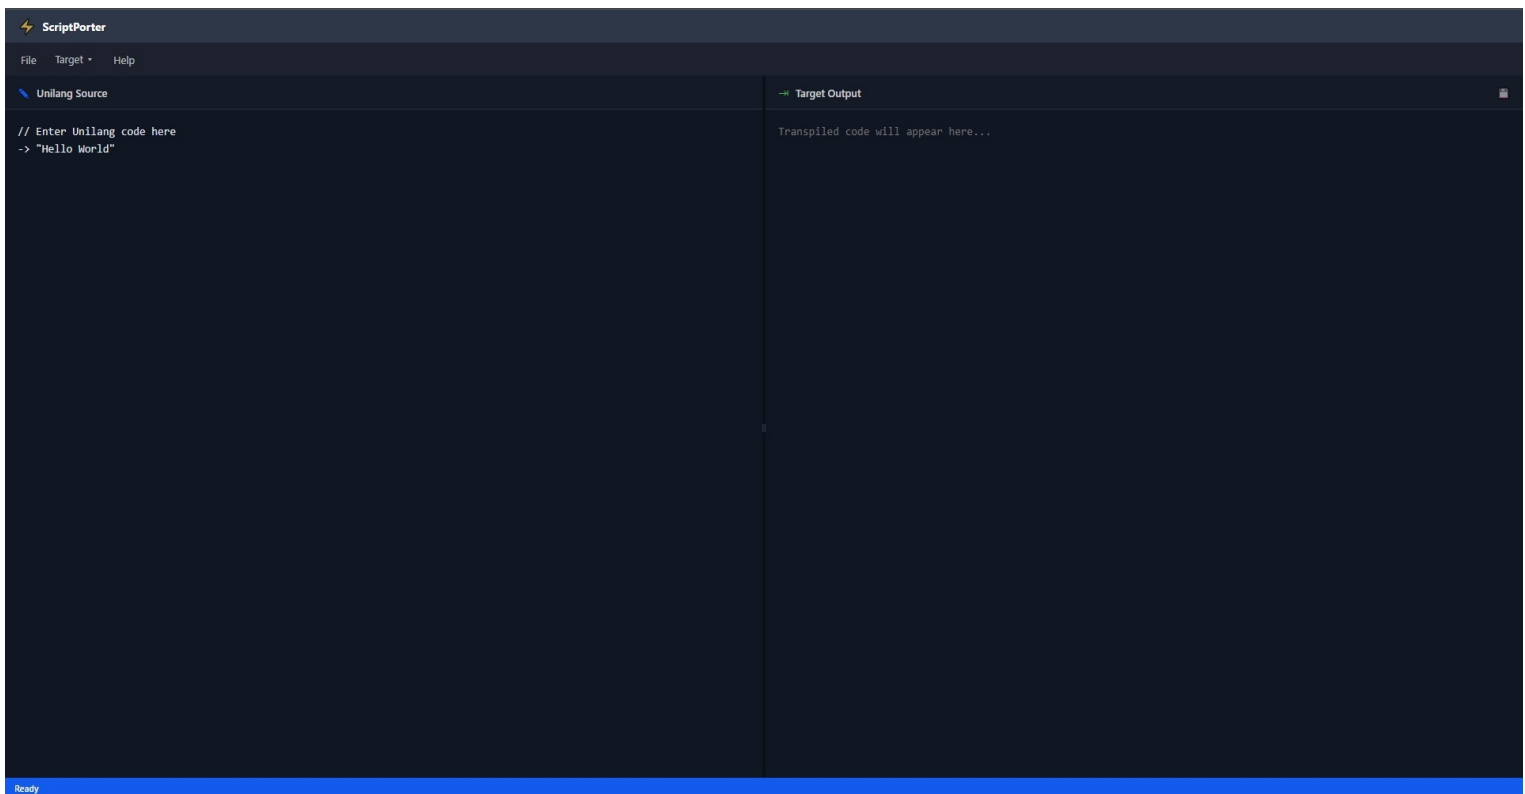 ScriptPorter
File Target Help
Unilang Source
// Enter Unilang code here
-> "Hello World"
Target Output
Transpiled code will appear here...
Ready